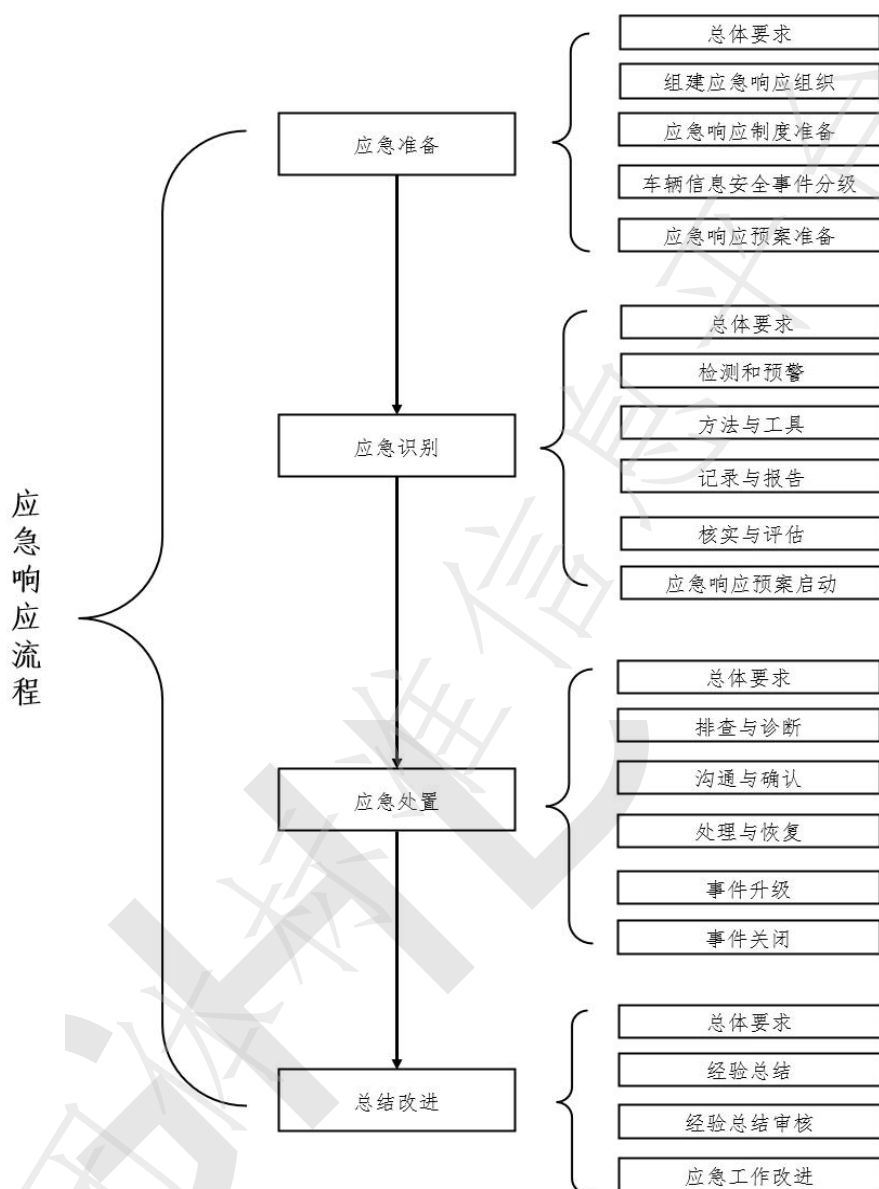 应急响应流程
应急准备
总体要求
组建应急响应组织
应急响应制度准备
车辆信息安全事件分级
应急响应预案准备
应急识别
总体要求
检测和预警
方法与工具
记录与报告
核实与评估
应急响应预案启动
应急处置
总体要求
排查与诊断
沟通与确认
处理与恢复
事件升级
事件关闭
总结改进
总体要求
经验总结
经验总结审核
应急工作改进